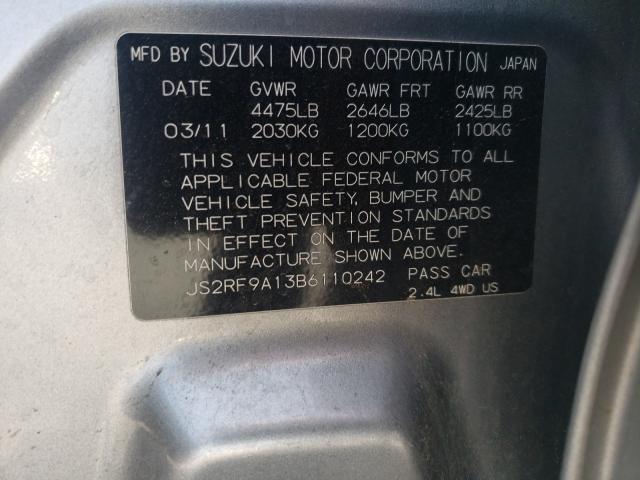 MFD BY SUZUKI MOTOR CORPORATION JAPAN
DATE GVWR GAWR FRT GAWR RR
4475LB 2646LB 2425LB
03/11 2030KG 1200KG 1100KG
THIS VEHICLE CONFORMS TO ALL
APPLICABLE FEDERAL MOTOR
VEHICLE SAFETY, BUMPER AND
THEFT PREVENTION STANDARDS
IN EFFECT ON THE DATE OF
MANUFACTURE SHOWN ABOVE.
JS2RF9A13B6110242 PASS CAR
2.4L 4WD US